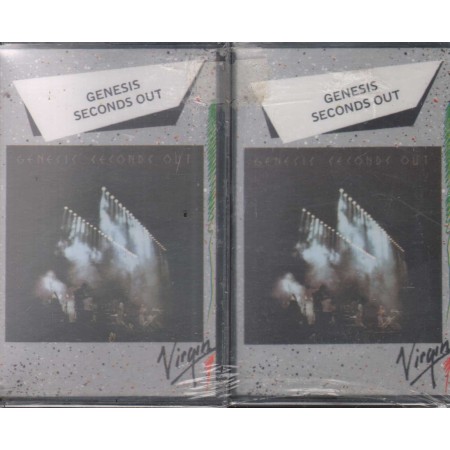 GENESIS
SECONDS OUT
GENESIS SECONDS OUT
Virgin
GENESIS
SECONDS OUT
GENESIS SECONDS OUT
Virgin